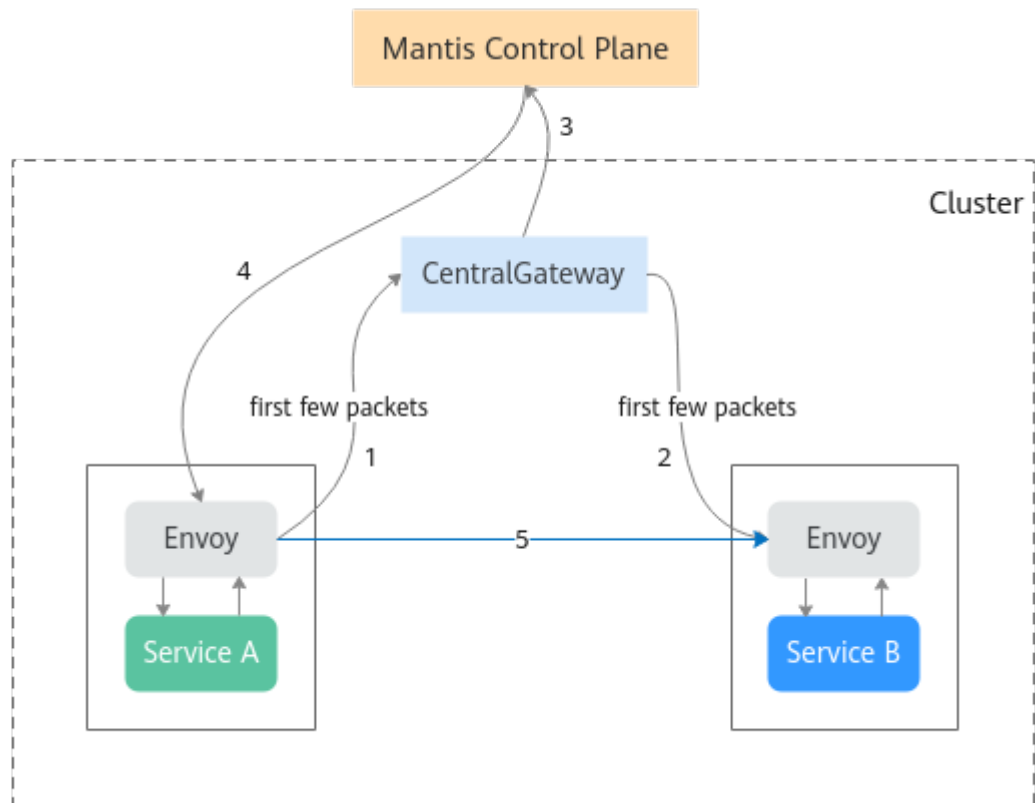 Mantis Control Plane
3
Cluster
4
CentralGateway
first few packets
first few packets
1
2
Envoy
5
Envoy
Service A
Service B